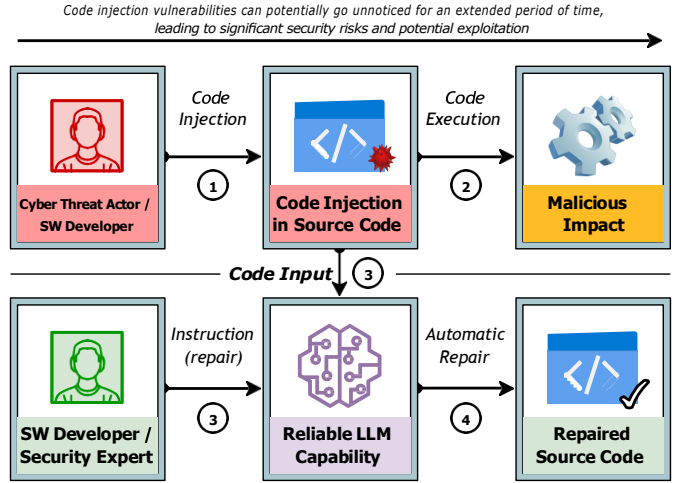 Code injection vulnerabilities can potentially go unnoticed for an extended period of time,
leading to significant security risks and potential exploitation
Code
Injection
1
Code
Execution
2
Cyber Threat Actor /
SW Developer
Code Injection
in Source Code
Malicious
Impact
Code Input
3
Instruction
(repair)
3
Automatic
Repair
4
SW Developer /
Security Expert
Reliable LLM
Capability
Repaired
Source Code